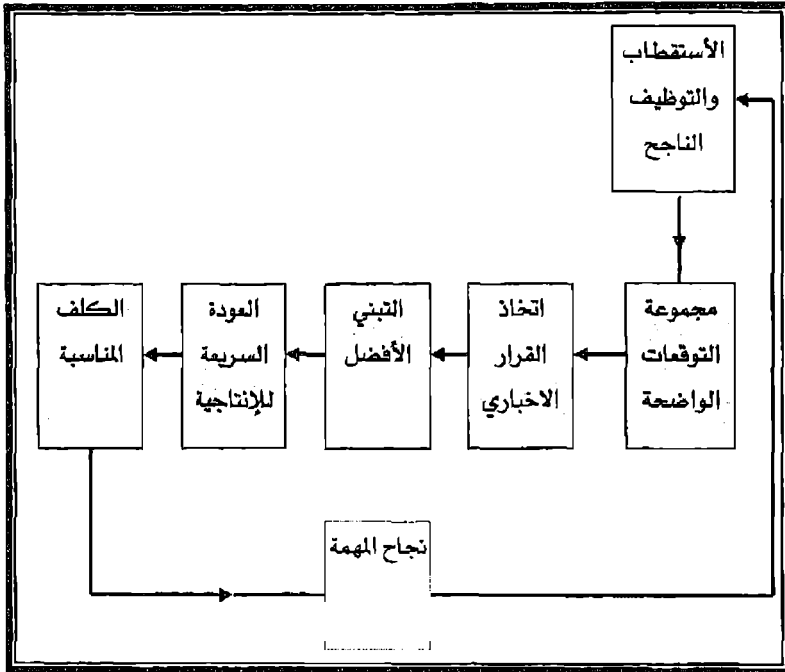 الأستقطاب
والتوظيف
الناجح
مجموعة
التوقعات
الواضحة
اتخاذ
القرار
الاخباري
التبني
الأفضل
العودة
السريعة
للإنتاجية
الكلف
المناسبة
نجاح المهمة